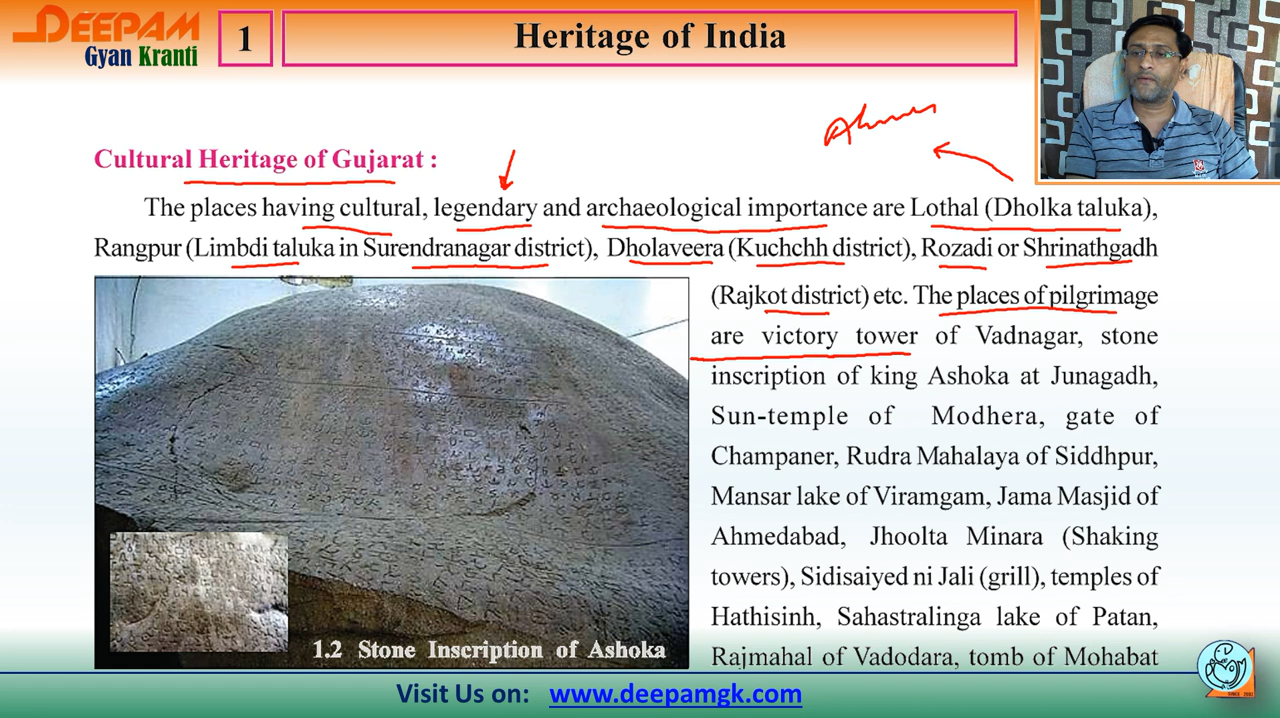 DEEPAM
Gyan Kranti
1
Heritage of India
Cultural Heritage of Gujarat :
The places having cultural, legendary and archaeological importance are Lothal (Dholka taluka),
Rangpur (Limbdi taluka in Surendranagar district), Dholaveera (Kuchchh district), Rozadi or Shrinathgadh
(Rajkot district) etc. The places of pilgrimage
are victory tower of Vadnagar, stone
inscription of king Ashoka at Junagadh,
Sun-temple of Modhera, gate of
Champaner, Rudra Mahalaya of Siddhpur,
Mansar lake of Viramgam, Jama Masjid of
Ahmedabad, Jhoolta Minara (Shaking
towers), Sidisaiyed ni Jali (grill), temples of
Hathisinh, Sahastralinga lake of Patan,
Rajmahal of Vadodara, tomb of Mohabat
1.2 Stone Inscription of Ashoka
Visit Us on: www.deepamgk.com